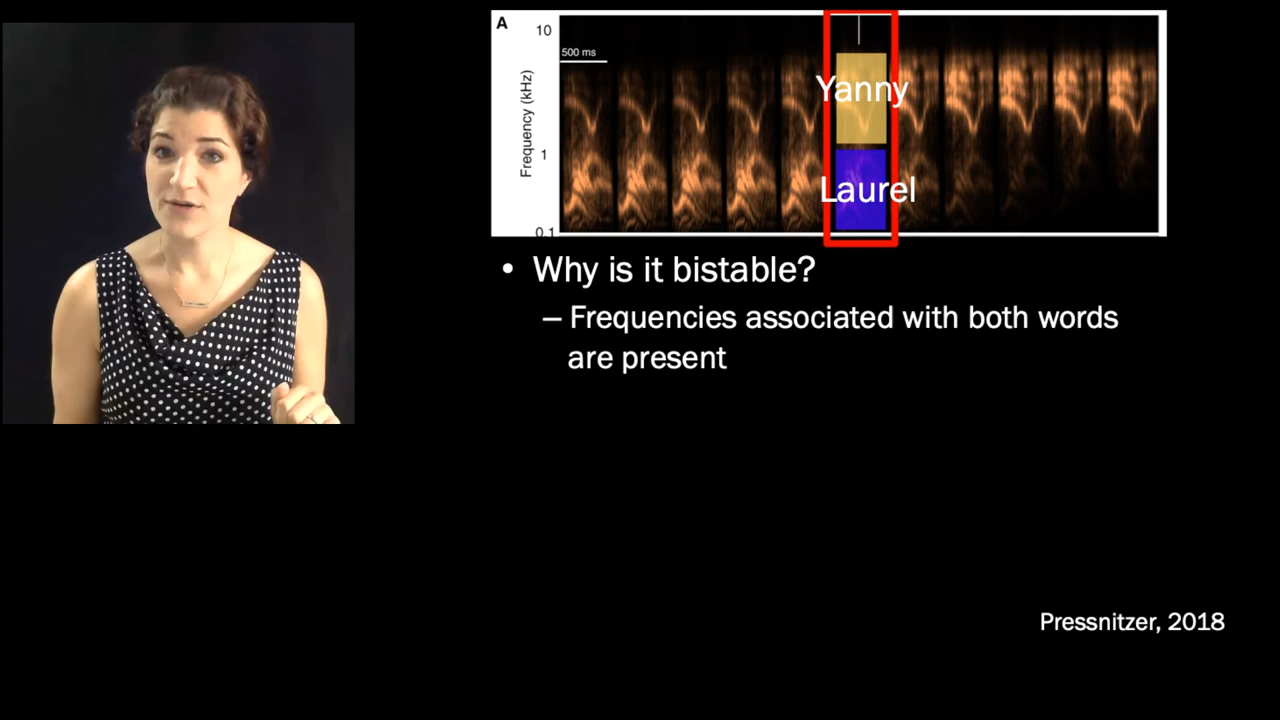 A
10
500 ms
Frequency (kHz)
1
0.1
Yanny
Laurel
• Why is it bistable?
– Frequencies associated with both words
are present
Pressnitzer, 2018